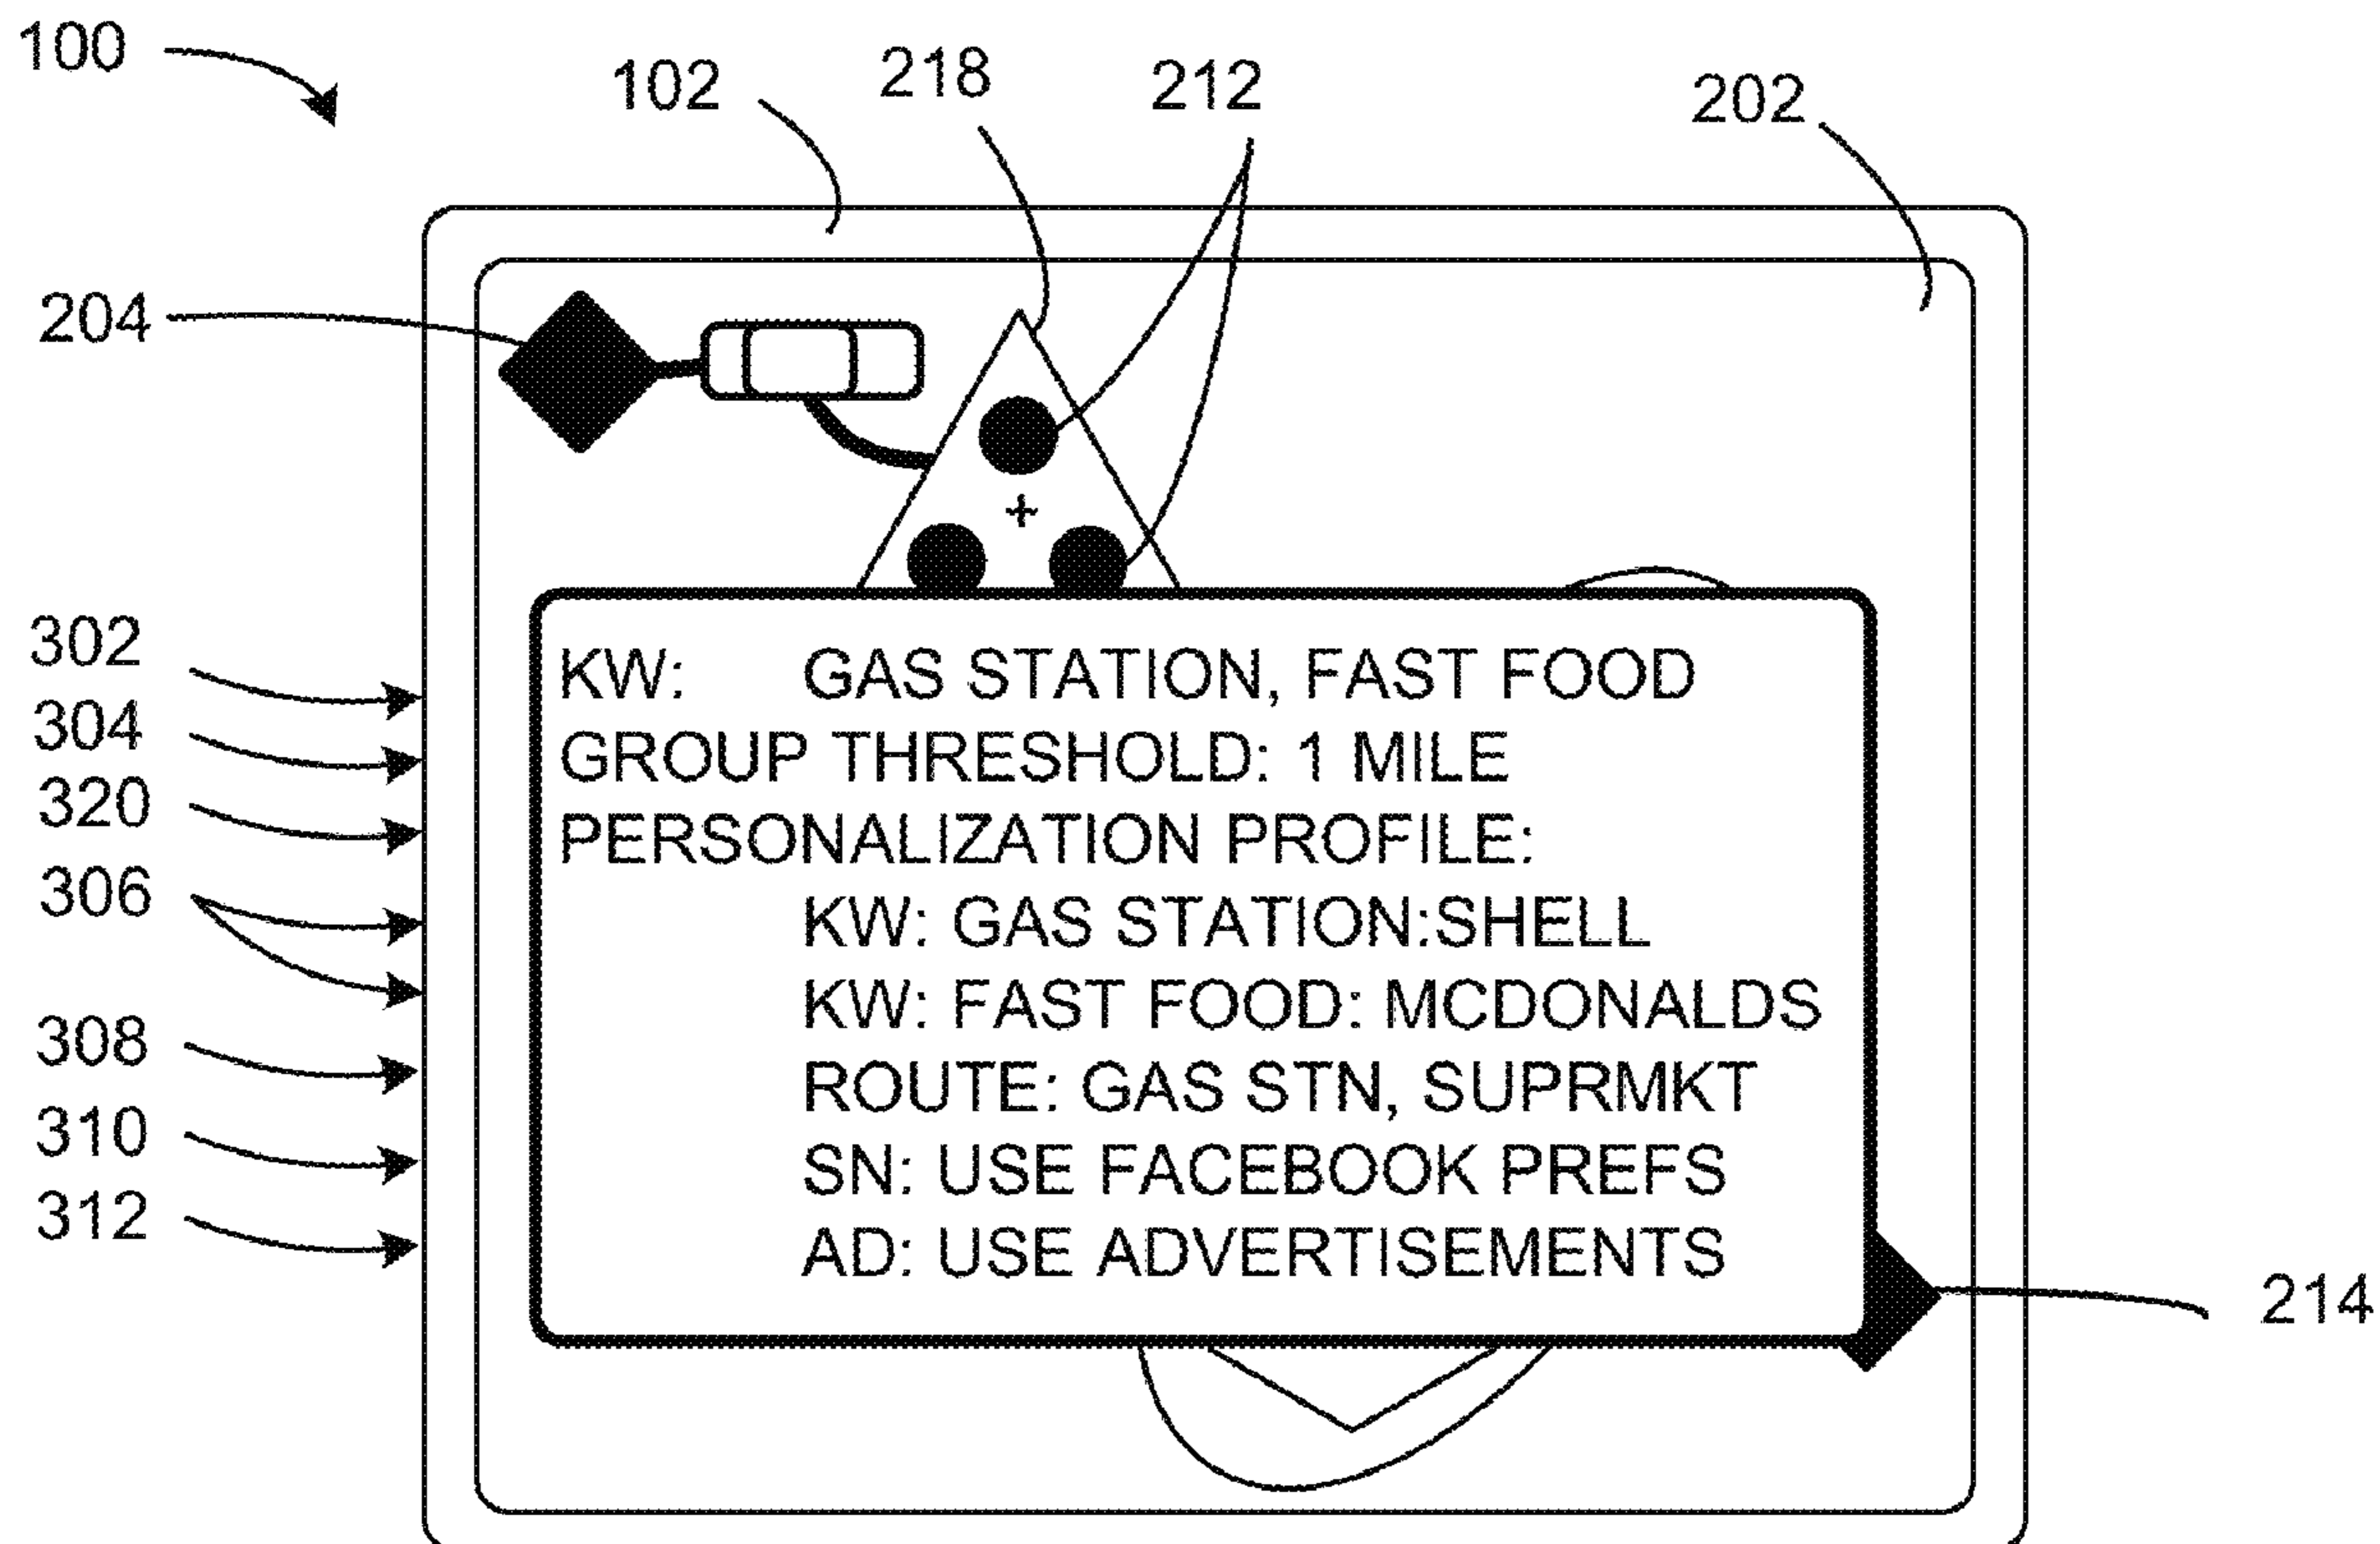 100
102
218
212
202
204
302
304
320
306
308
310
312
KW: GAS STATION, FAST FOOD
GROUP THRESHOLD: 1 MILE
PERSONALIZATION PROFILE:
KW: GAS STATION:SHELL
KW: FAST FOOD: MCDONALDS
ROUTE: GAS STN, SUPRMKT
SN: USE FACEBOOK PREFS
AD: USE ADVERTISEMENTS
214
+